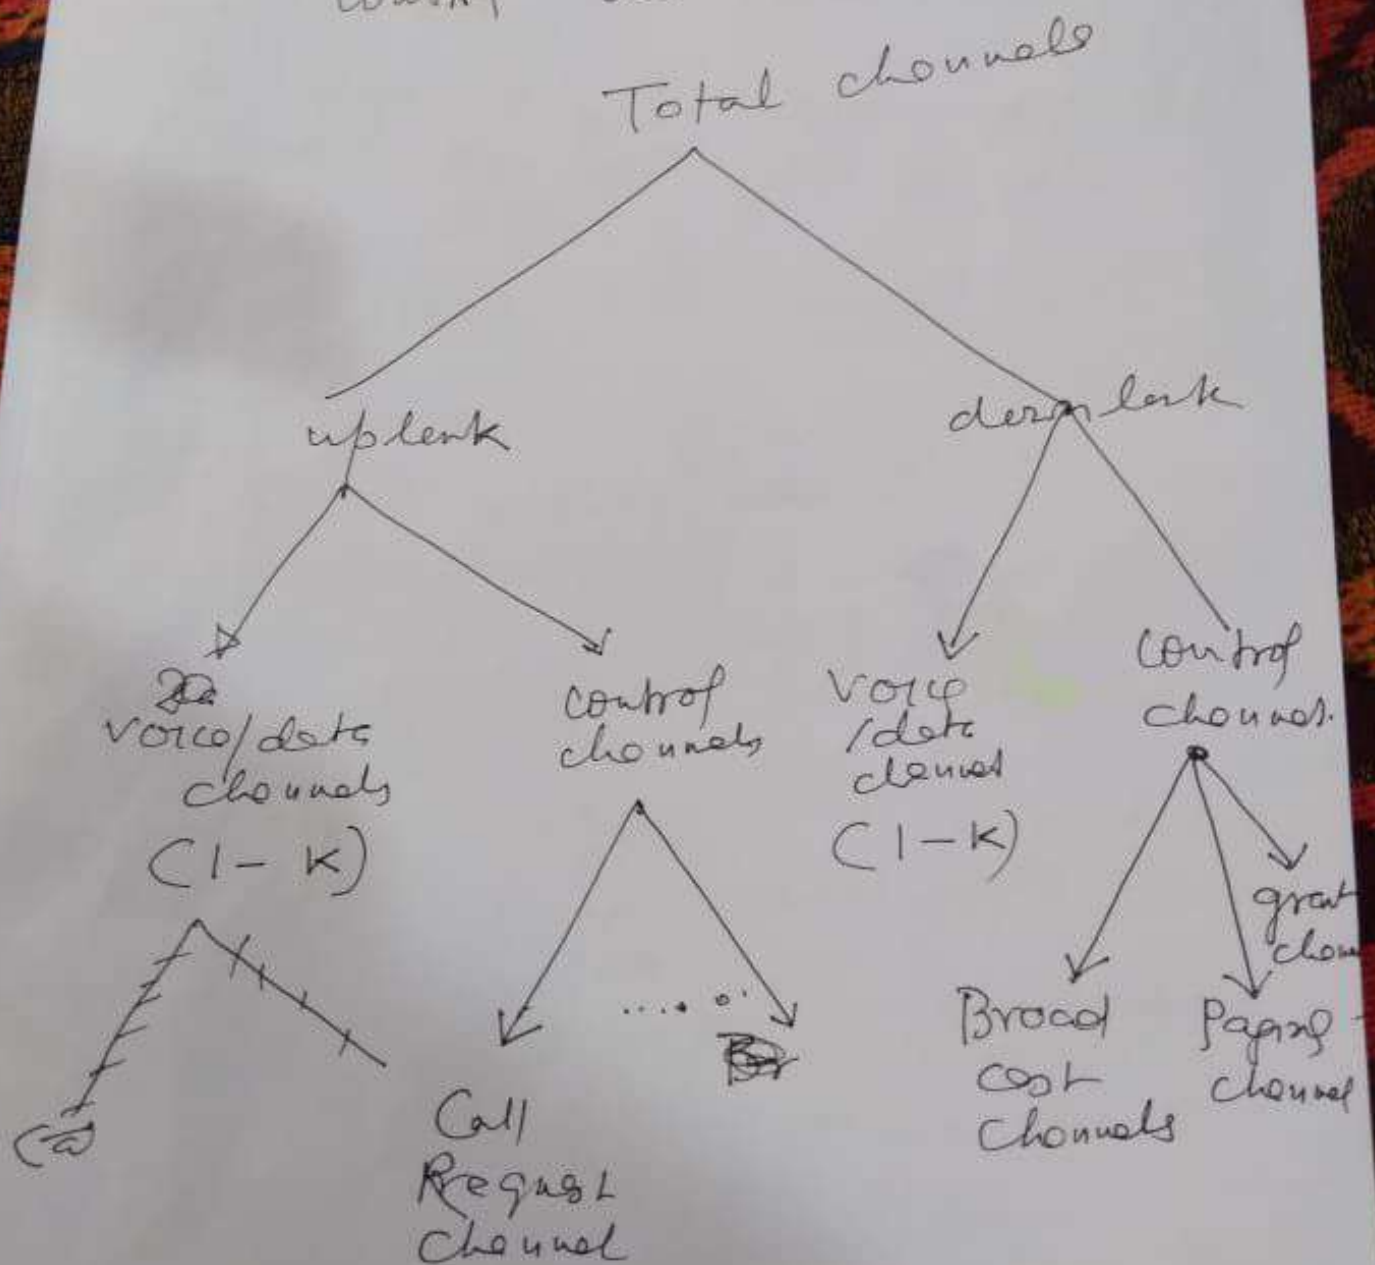 Total channels
uplink
downlink
voice/data
channels
(1-K)
control
channels
voice
/data
channel
(1-K)
control
channel.
Call
Request
Channel
.....
Broad
cast
channels
Paging
channel
grant